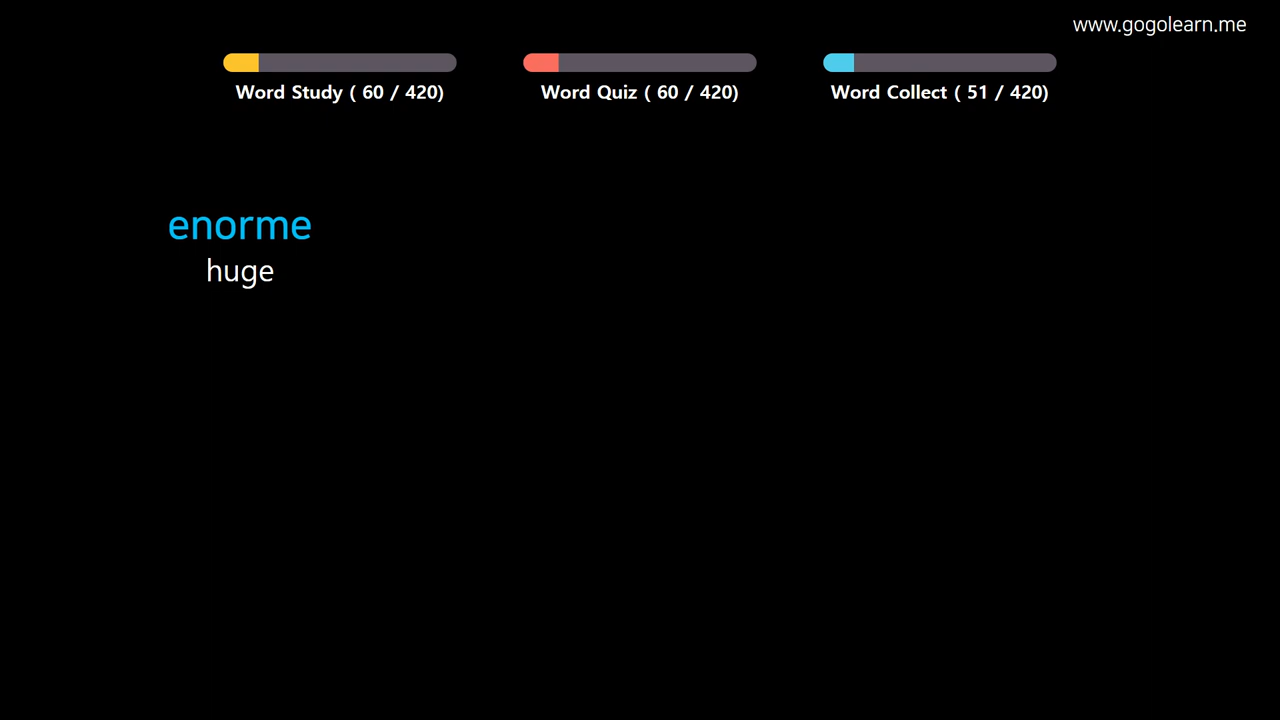 www.gogolearn.me
Word Study ( 60 / 420)
Word Quiz ( 60 / 420)
Word Collect ( 51 / 420)
enorme
huge